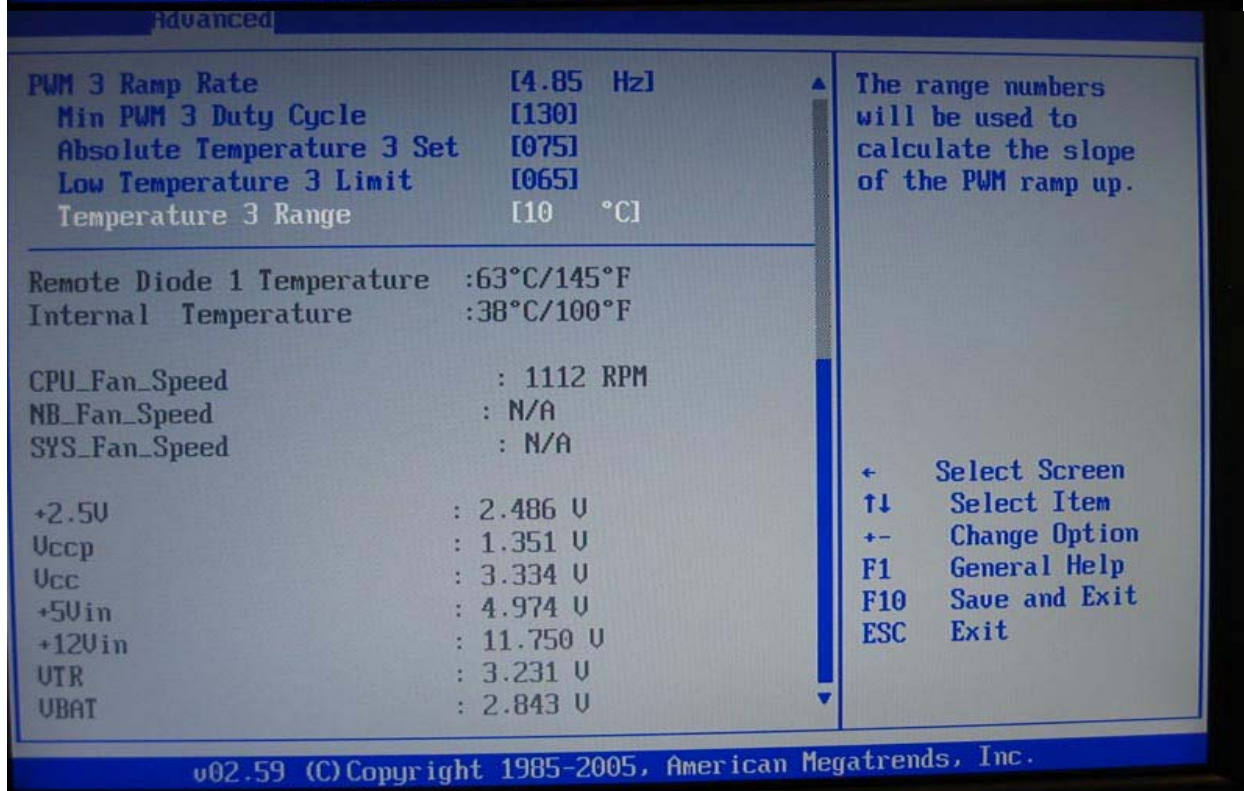 Advanced
PWM 3 Ramp Rate [4.85 Hz]
Min PWM 3 Duty Cycle [130]
Absolute Temperature 3 Set [075]
Low Temperature 3 Limit [065]
Temperature 3 Range [10 °C]
Remote Diode 1 Temperature :63°C/145°F
Internal Temperature :38°C/100°F
CPU_Fan_Speed : 1112 RPM
NB_Fan_Speed : N/A
SYS_Fan_Speed : N/A
+2.5V : 2.486 V
Vccp : 1.351 V
Vcc : 3.334 V
+5Vin : 4.974 V
+12Vin : 11.750 V
VTR : 3.231 V
VBAT : 2.843 V
The range numbers
will be used to
calculate the slope
of the PWM ramp up.
← Select Screen
↑↓ Select Item
+- Change Option
F1 General Help
F10 Save and Exit
ESC Exit
v02.59 (C)Copyright 1985-2005, American Megatrends, Inc.